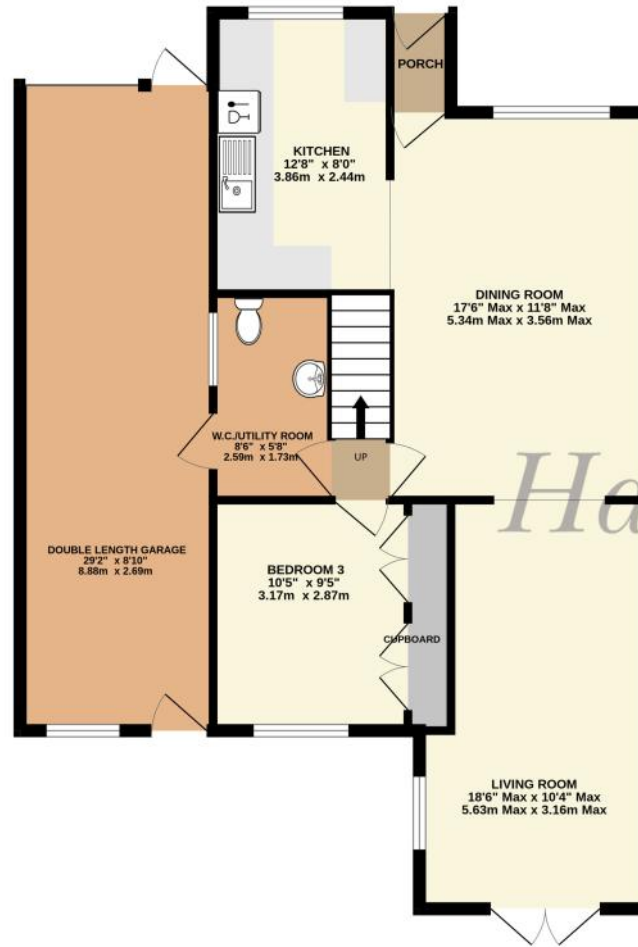 PORCH
KITCHEN
12'8" x 8'0"
3.86m x 2.44m
DINING ROOM
17'6" Max x 11'8" Max
5.34m Max x 3.56m Max
W.C./UTILITY ROOM
8'6" x 5'8"
2.59m x 1.73m
UP
Ha
DOUBLE LENGTH GARAGE
29'2" x 8'10"
8.88m x 2.69m
BEDROOM 3
10'5" x 9'5"
3.17m x 2.87m
CUPBOARD
LIVING ROOM
18'6" Max x 10'4" Max
5.63m Max x 3.16m Max